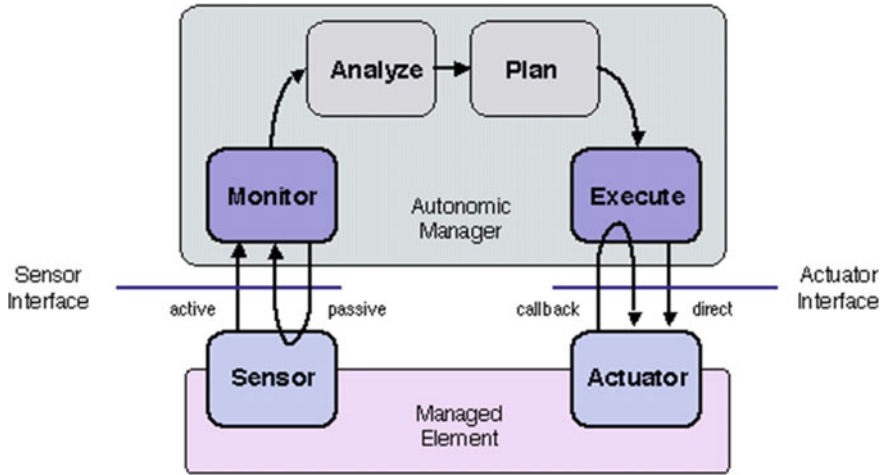 Analyze
Plan
Monitor
Execute
Autonomic
Manager
Sensor
Interface
Actuator
Interface
active
passive
callback
direct
Sensor
Actuator
Managed
Element